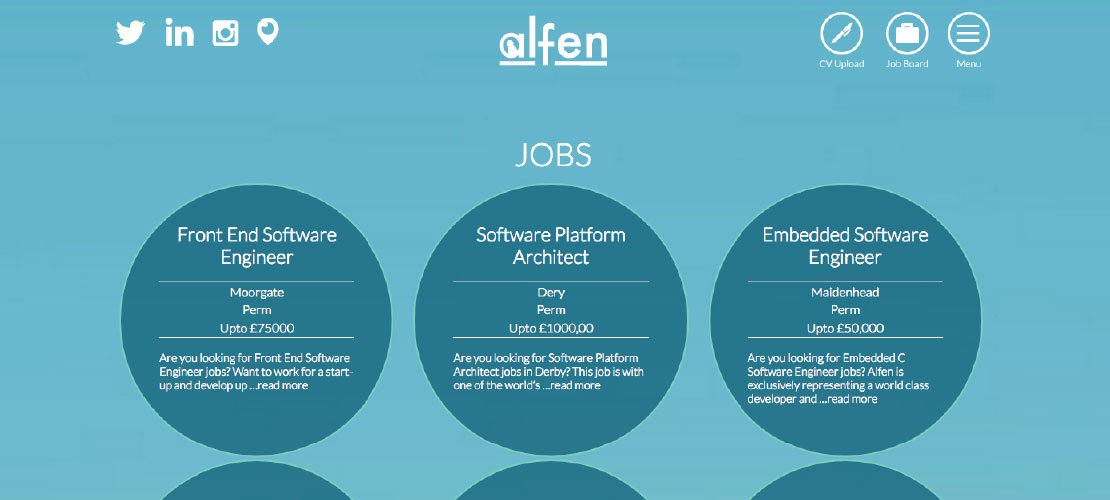 alfen
CV Upload
Job Board
Menu
JOBS
Front End Software
Engineer
Moorgate
Perm
Upto £75000
Are you looking for Front End Software
Engineer jobs? Want to work for a start-
up and develop up ...read more
Software Platform
Architect
Dery
Perm
Upto £1000,00
Are you looking for Software Platform
Architect jobs in Derby? This job is with
one of the world's ...read more
Embedded Software
Engineer
Maidenhead
Perm
Upto £50,000
Are you looking for Embedded C
Software Engineer jobs? Alfen is
exclusively representing a world class
developer and ...read more